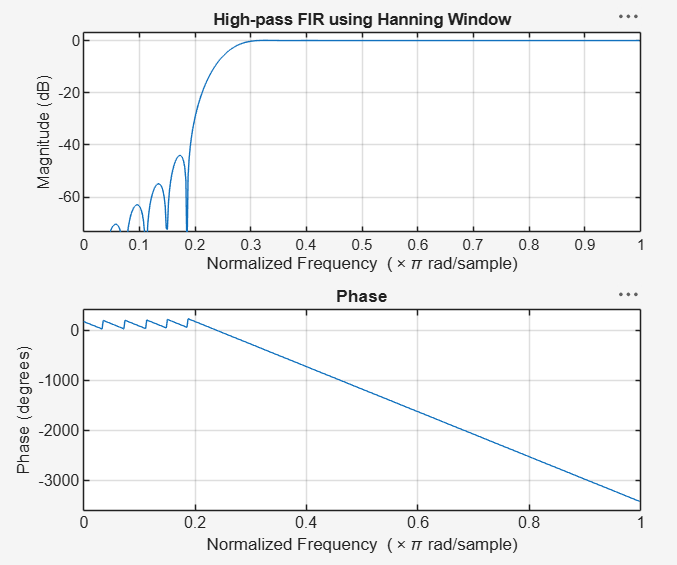 High-pass FIR using Hanning Window
0
-20
-40
-60
Magnitude (dB)
0 0.1 0.2 0.3 0.4 0.5 0.6 0.7 0.8 0.9 1
Normalized Frequency (× π rad/sample)
Phase
0
-1000
-2000
-3000
Phase (degrees)
0 0.2 0.4 0.6 0.8 1
Normalized Frequency (× π rad/sample)